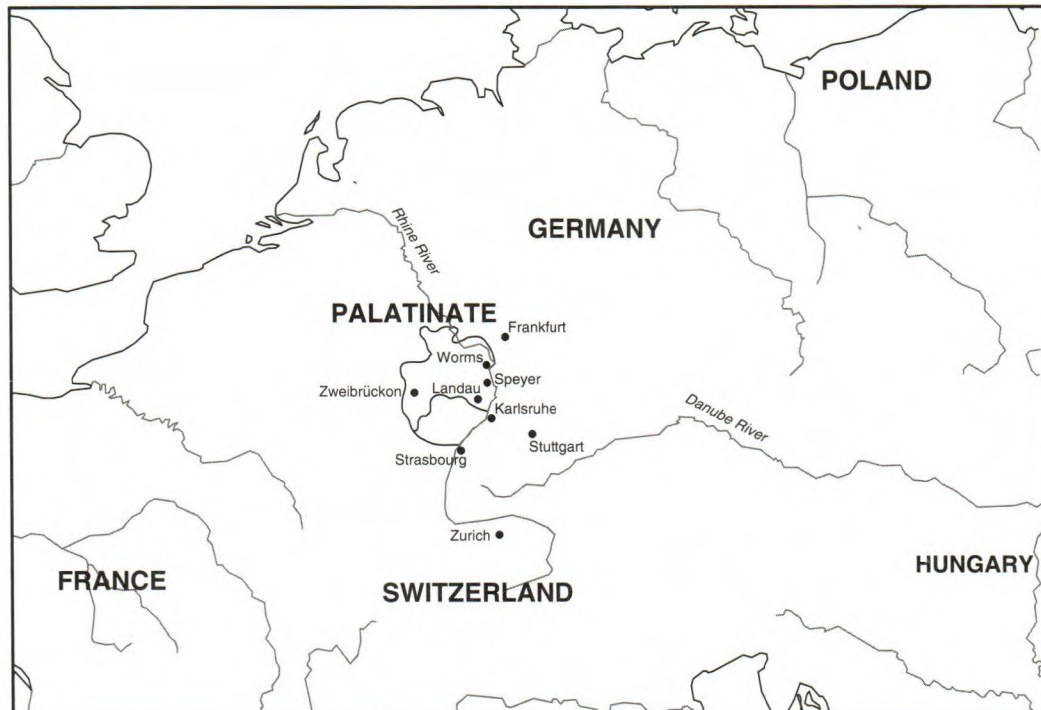 POLAND
GERMANY
Rhine River
PALATINATE
Frankfurt
Worms
Speyer
Zweibrückon
Landau
Karlsruhe
Danube River
Stuttgart
Strasbourg
Zurich
HUNGARY
FRANCE
SWITZERLAND